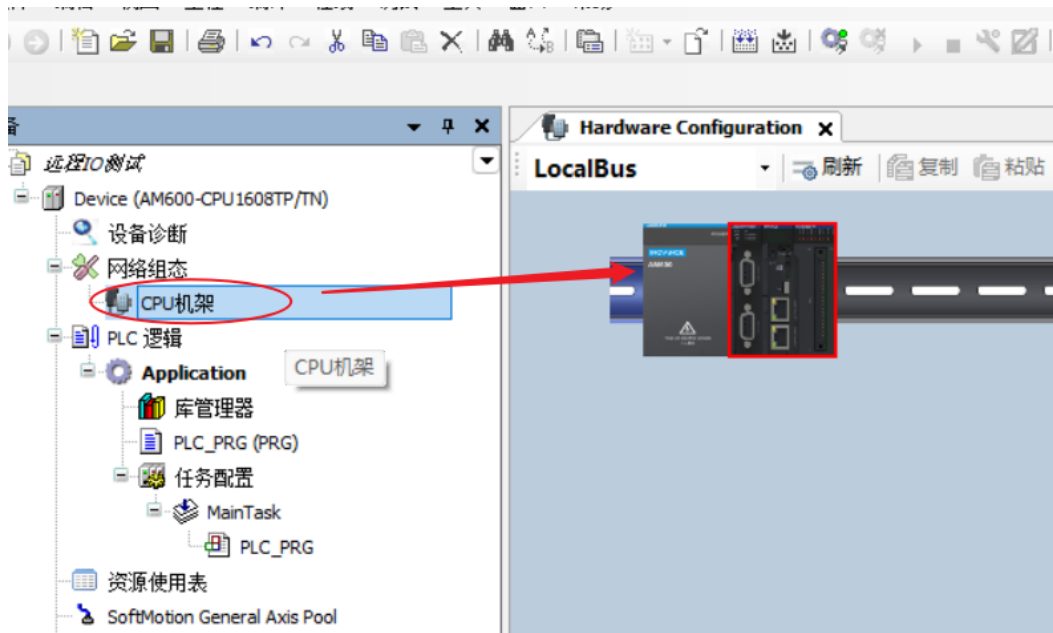 备
Hardware Configuration
远程IO测试
LocalBus
刷新
复制
粘贴
Device (AM600-CPU1608TP/TN)
设备诊断
网络组态
CPU机架
PLC 逻辑
CPU机架
Application
库管理器
PLC_PRG (PRG)
任务配置
MainTask
PLC_PRG
资源使用表
SoftMotion General Axis Pool